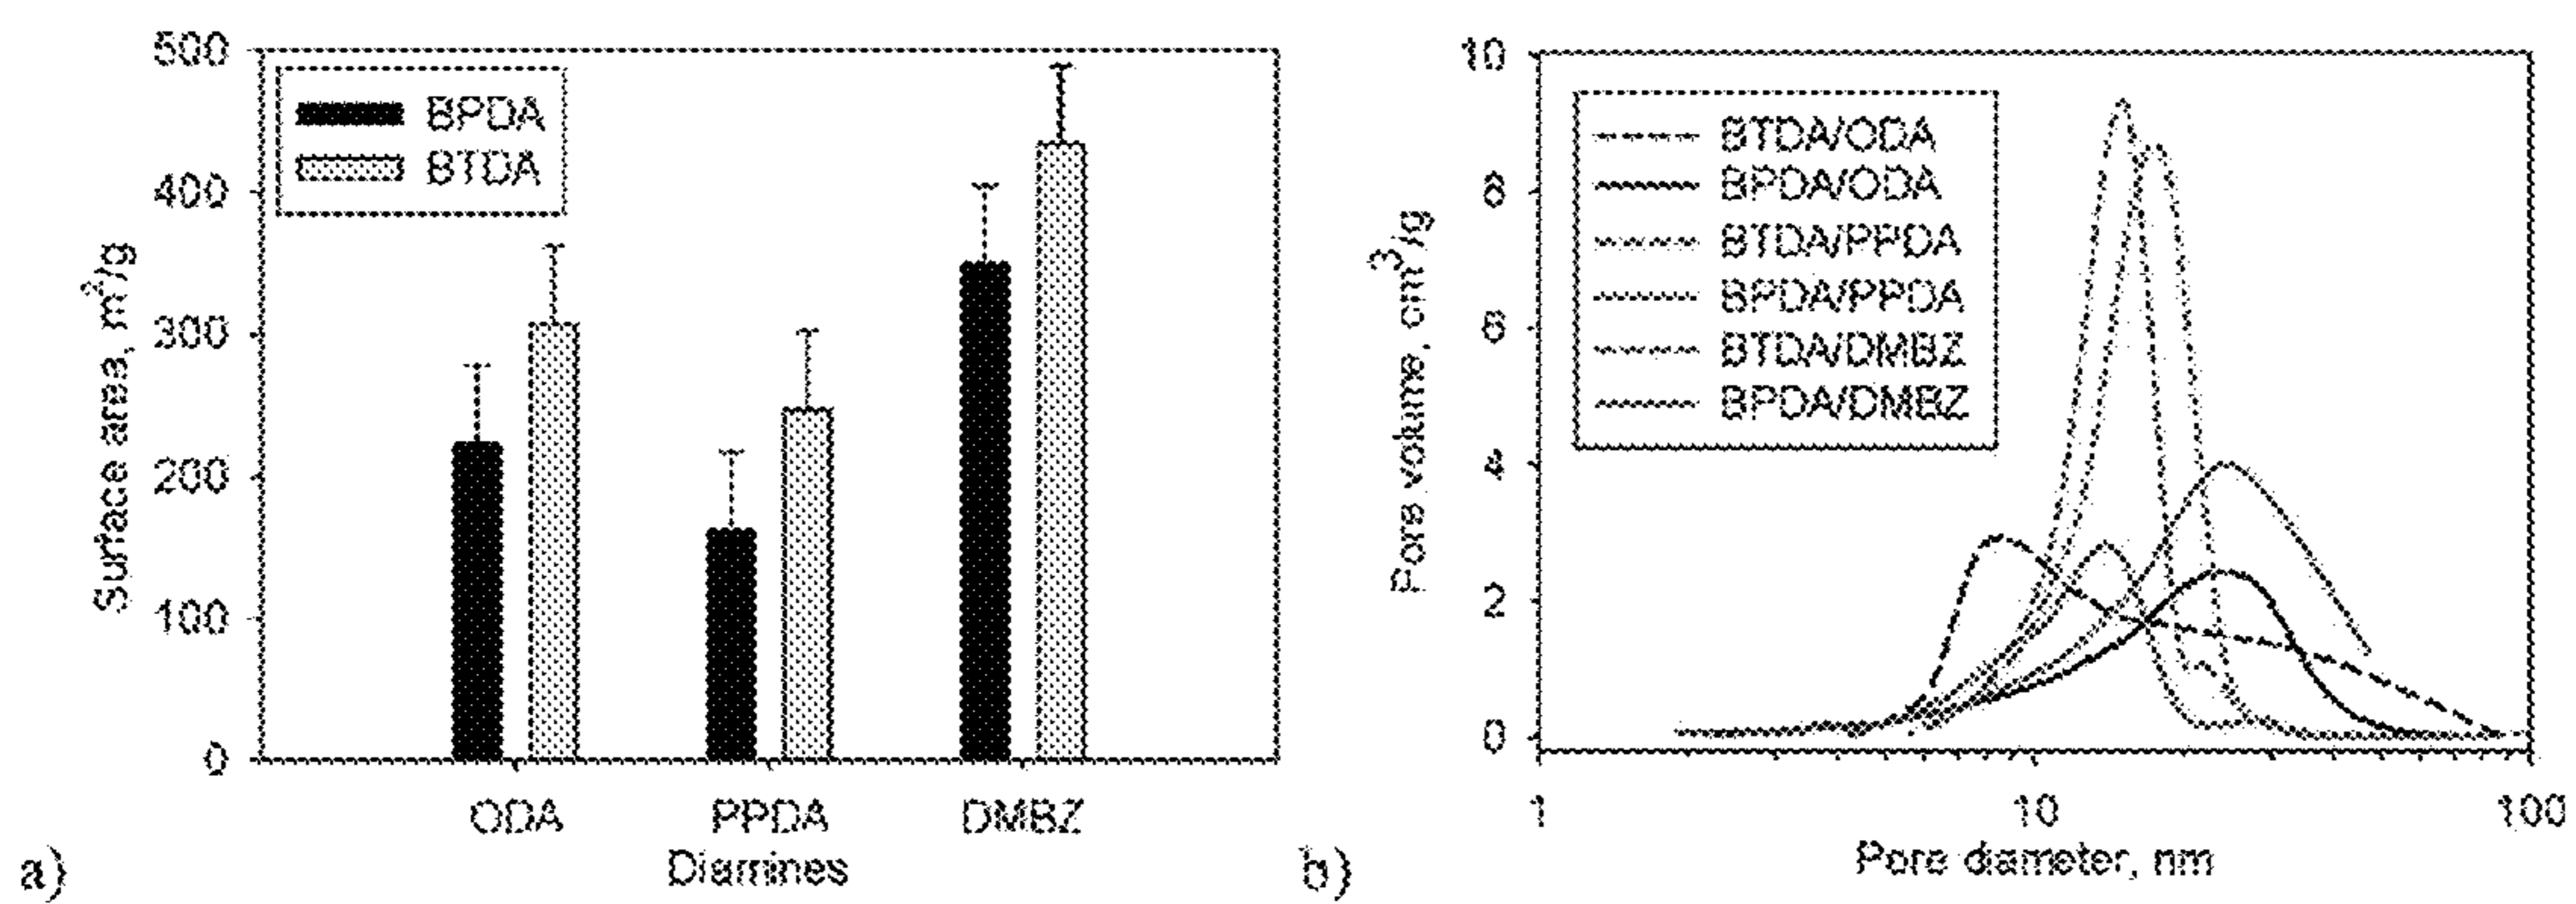 500
400
300
200
100
0
Surface area, m²/g
BPDA
BTDA
ODA PPDA DMBZ
Diamines
a)
10
8
6
4
2
0
Pore volume, cm³/g
BTDA/ODA
BPDA/ODA
BTDA/PPDA
BPDA/PPDA
BTDA/DMBZ
BPDA/DMBZ
1 10 100
Pore diameter, nm
b)